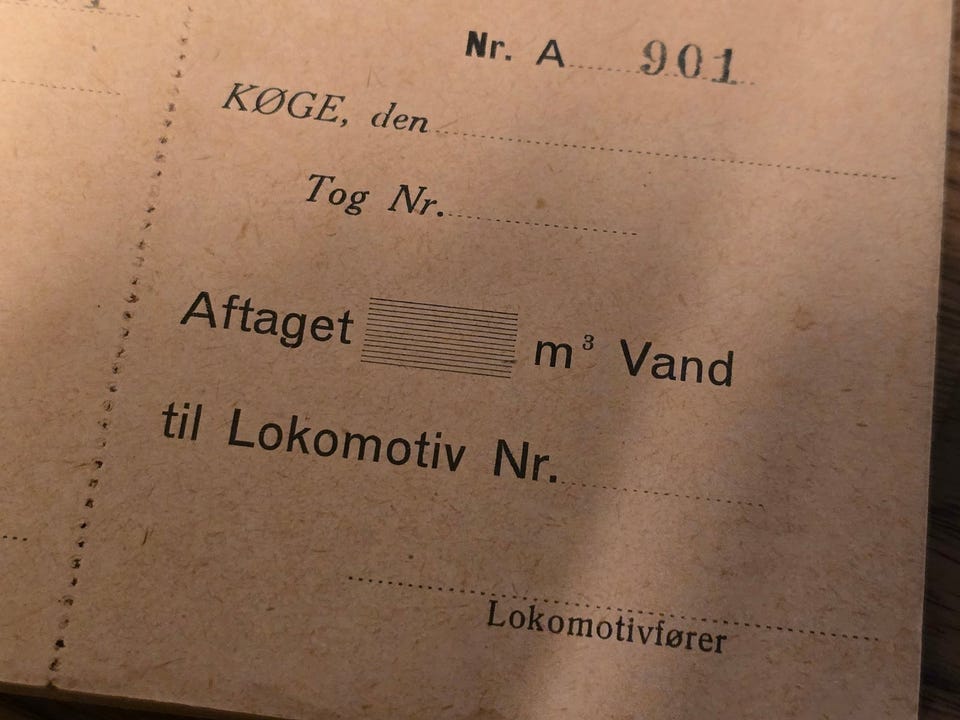 Nr. A 901
KØGE, den
Tog Nr.
Aftaget m³ Vand
til Lokomotiv Nr.
Lokomotivfører